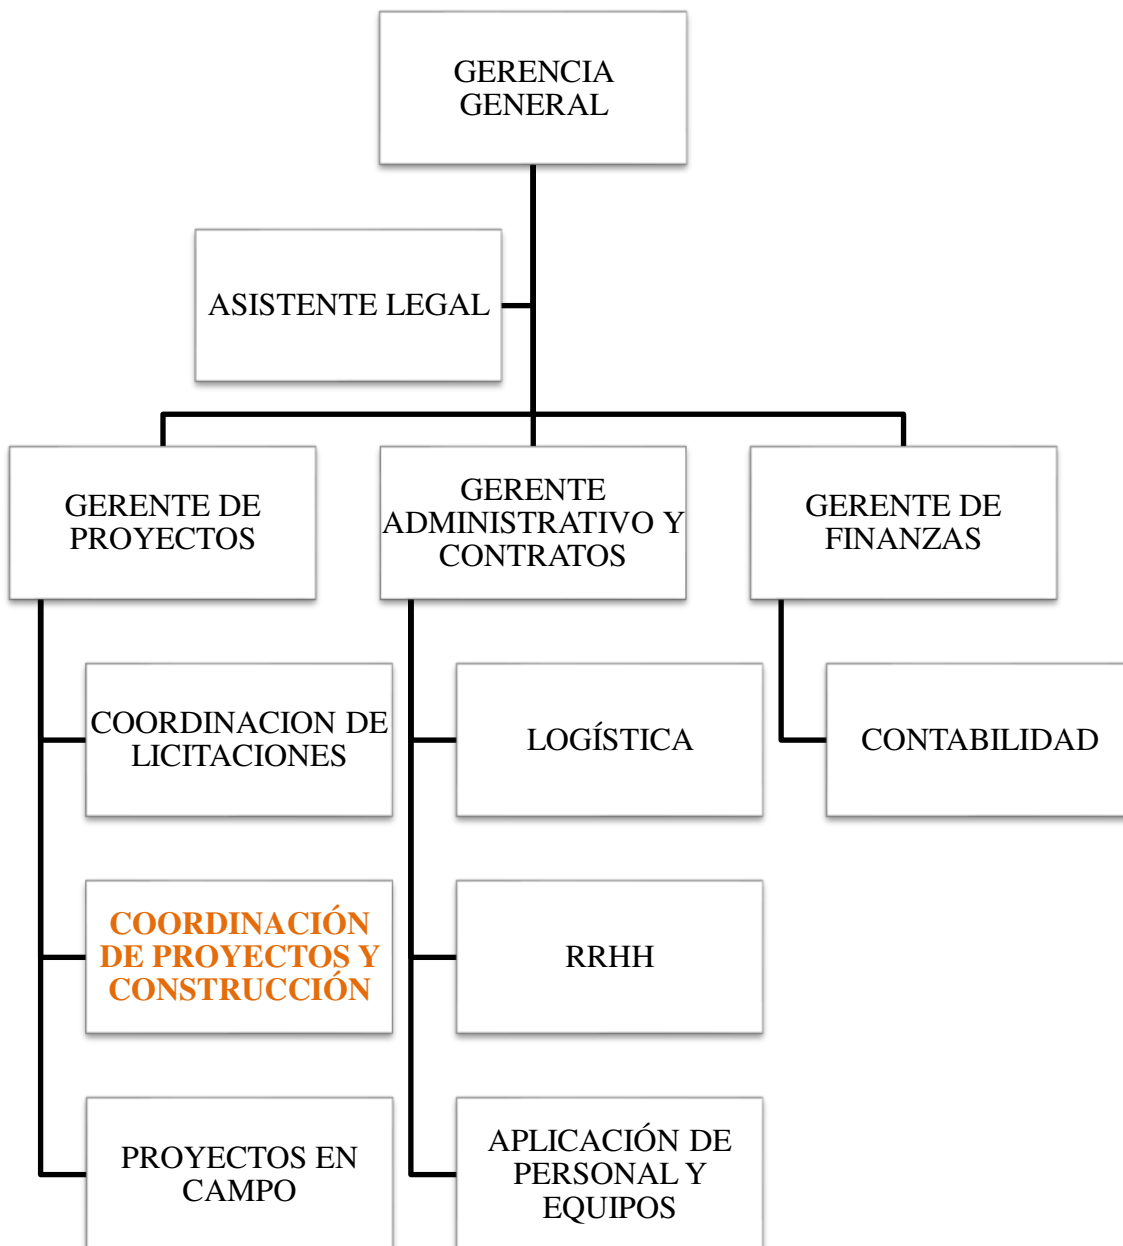 GERENCIA
GENERAL
ASISTENTE LEGAL
GERENTE DE
PROYECTOS
GERENTE
ADMINISTRATIVO Y
CONTRATOS
GERENTE DE
FINANZAS
COORDINACION DE
LICITACIONES
LOGÍSTICA
CONTABILIDAD
COORDINACIÓN
DE PROYECTOS Y
CONSTRUCCIÓN
RRHH
PROYECTOS EN
CAMPO
APLICACIÓN DE
PERSONAL Y
EQUIPOS